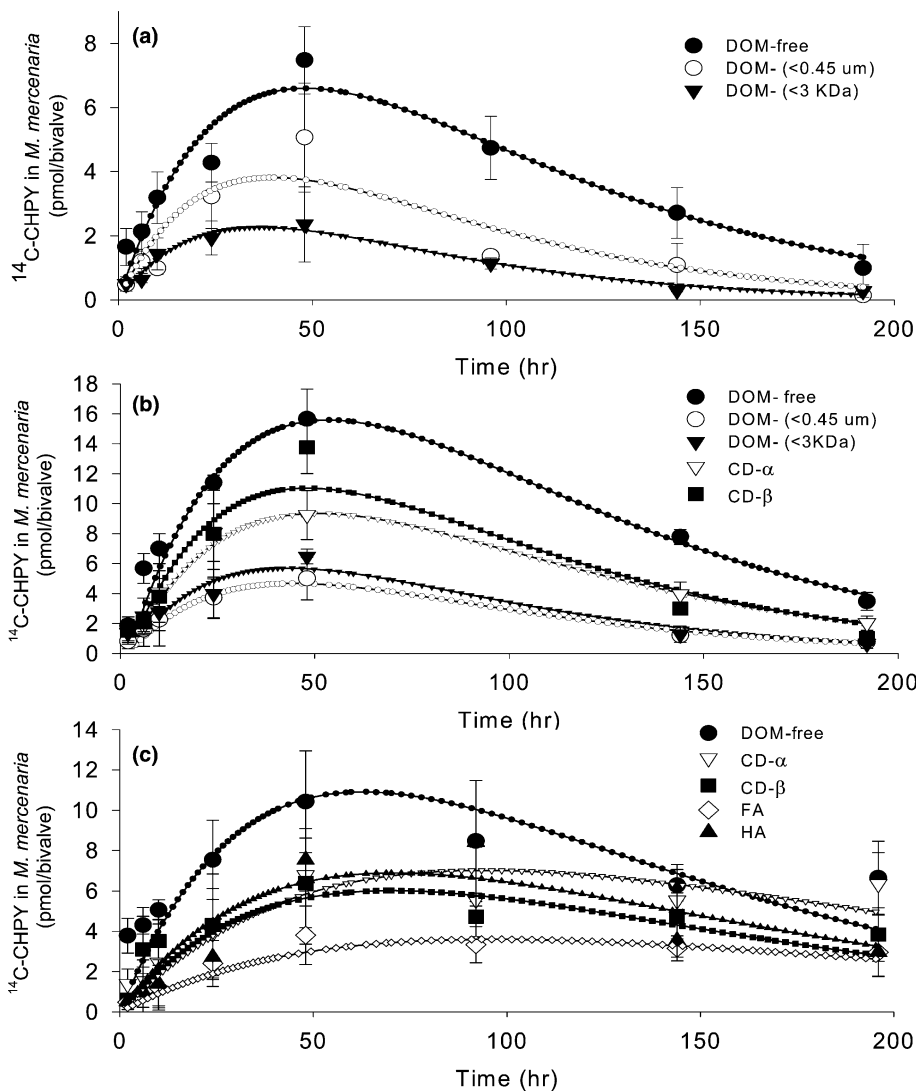 (a)
8
6
4
2
0
¹⁴C-CHPY in M. mercenaria
(pmol/bivalve)
DOM-free
DOM- (<0.45 um)
DOM- (<3 KDa)
0 50 100 150 200
Time (hr)
(b)
18
16
14
12
10
8
6
4
2
0
¹⁴C-CHPY in M. mercenaria
(pmol/bivalve)
DOM- free
DOM- (<0.45 um)
DOM- (<3KDa)
CD-α
CD-β
0 50 100 150 200
Time (hr)
(c)
14
12
10
8
6
4
2
0
¹⁴C-CHPY in M. mercenaria
(pmol/bivalve)
DOM-free
CD-α
CD-β
FA
HA
0 50 100 150 200
Time (hr)